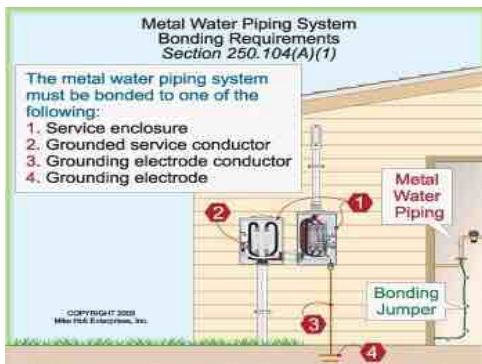 Metal Water Piping System
Bonding Requirements
Section 250.104(A)(1)
The metal water piping system
must be bonded to one of the
following:
1. Service enclosure
2. Grounded service conductor
3. Grounding electrode conductor
4. Grounding electrode
1
2
Metal
Water
Piping
Bonding
Jumper
3
4
COPYRIGHT 2008
Mike Holt Enterprises, Inc.